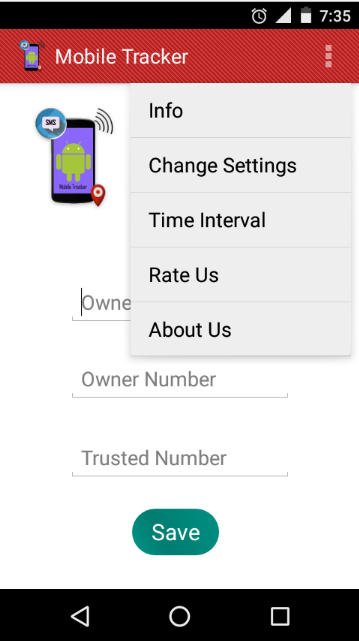 7:35
Mobile Tracker
SMS
Mobile Tracker
Info
Change Settings
Time Interval
Rate Us
About Us
Owne
Owner Number
Trusted Number
Save